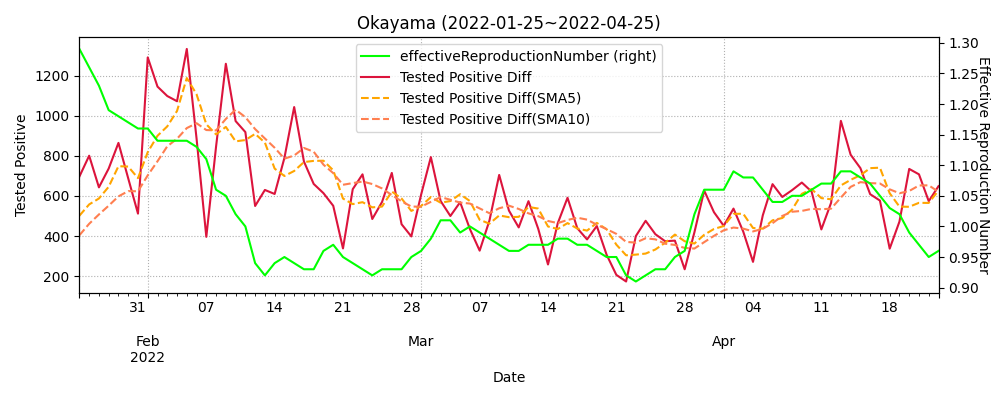 Okayama (2022-01-25~2022-04-25)
effectiveReproductionNumber (right)
Tested Positive Diff
Tested Positive Diff(SMA5)
Tested Positive Diff(SMA10)
Tested Positive
1200
1000
800
600
400
200
Effective Reproduction Number
1.30
1.25
1.20
1.15
1.10
1.05
1.00
0.95
0.90
31 07 14 21 28 07 14 21 28 04 11 18
Feb Mar Apr
2022
Date